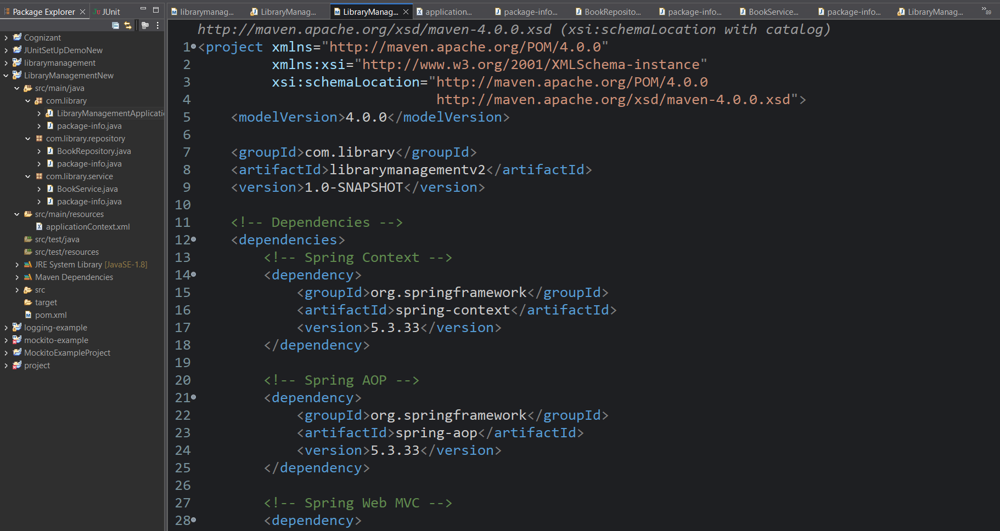 Package Explorer
JUnit
librarymanag...
LibraryManag...
LibraryManag...
application...
package-info...
BookReposito...
package-info...
BookService...
package-info...
LibraryManag...
89
Cognizant
JUnitSetUpDemoNew
librarymanagement
LibraryManagementNew
src/main/java
com.library
LibraryManagementApplicati
package-info.java
com.library.repository
BookRepository.java
package-info.java
com.library.service
BookService.java
package-info.java
src/main/resources
applicationContext.xml
src/test/java
src/test/resources
JRE System Library [JavaSE-1.8]
Maven Dependencies
src
target
pom.xml
logging-example
mockito-example
MockitoExampleProject
project
http://maven.apache.org/xsd/maven-4.0.0.xsd (xsi:schemaLocation with catalog)
1 <project xmlns="http://maven.apache.org/POM/4.0.0"
2 xmlns:xsi="http://www.w3.org/2001/XMLSchema-instance"
3 xsi:schemaLocation="http://maven.apache.org/POM/4.0.0
4 http://maven.apache.org/xsd/maven-4.0.0.xsd">
5 <modelVersion>4.0.0</modelVersion>
6
7 <groupId>com.library</groupId>
8 <artifactId>librarymanagementv2</artifactId>
9 <version>1.0-SNAPSHOT</version>
10
11 <!-- Dependencies -->
12 <dependencies>
13 <!-- Spring Context -->
14 <dependency>
15 <groupId>org.springframework</groupId>
16 <artifactId>spring-context</artifactId>
17 <version>5.3.33</version>
18 </dependency>
19
20 <!-- Spring AOP -->
21 <dependency>
22 <groupId>org.springframework</groupId>
23 <artifactId>spring-aop</artifactId>
24 <version>5.3.33</version>
25 </dependency>
26
27 <!-- Spring Web MVC -->
28 <dependency>